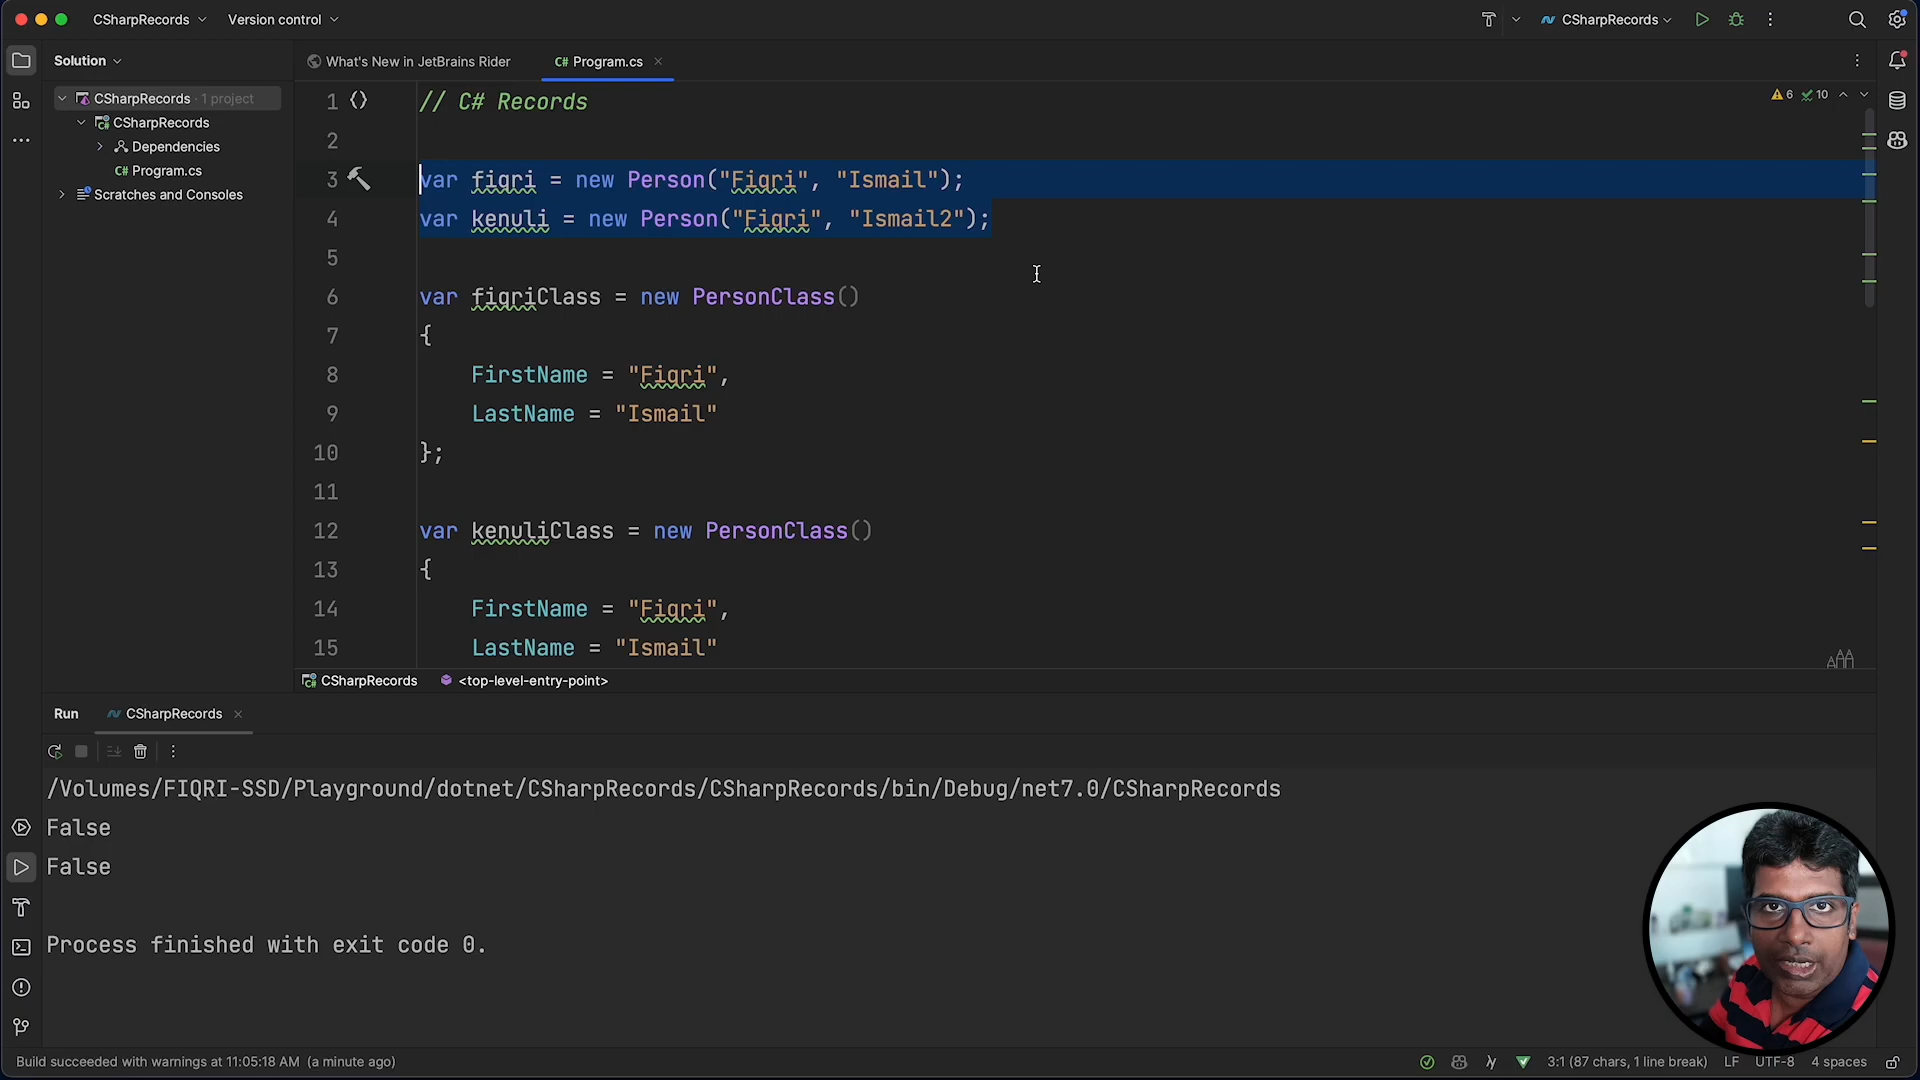 CSharpRecords Version control CSharpRecords
Solution What's New in JetBrains Rider C# Program.cs
CSharpRecords · 1 project
CSharpRecords
Dependencies
C# Program.cs
Scratches and Consoles
6 10
1 // C# Records
2
3 var fiqri = new Person("Fiqri", "Ismail");
4 var kenuli = new Person("Fiqri", "Ismail2");
5
6 var fiqriClass = new PersonClass()
7 {
8 FirstName = "Fiqri",
9 LastName = "Ismail"
10 };
11
12 var kenuliClass = new PersonClass()
13 {
14 FirstName = "Fiqri",
15 LastName = "Ismail"
CSharpRecords <top-level-entry-point>
Run CSharpRecords
/Volumes/FIQRI-SSD/Playground/dotnet/CSharpRecords/CSharpRecords/bin/Debug/net7.0/CSharpRecords
False
False
Process finished with exit code 0.
Build succeeded with warnings at 11:05:18 AM (a minute ago) 3:1 (87 chars, 1 line break) LF UTF-8 4 spaces